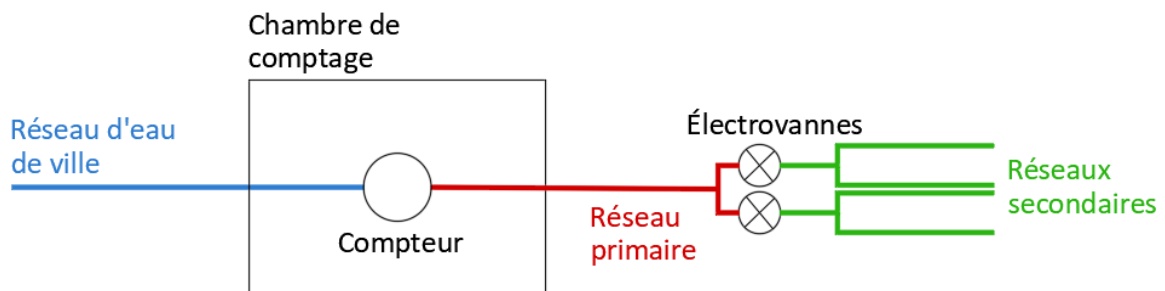 Chambre de
comptage
Réseau d'eau
de ville
Électrovannes
Compteur
Réseau
primaire
Réseaux
secondaires